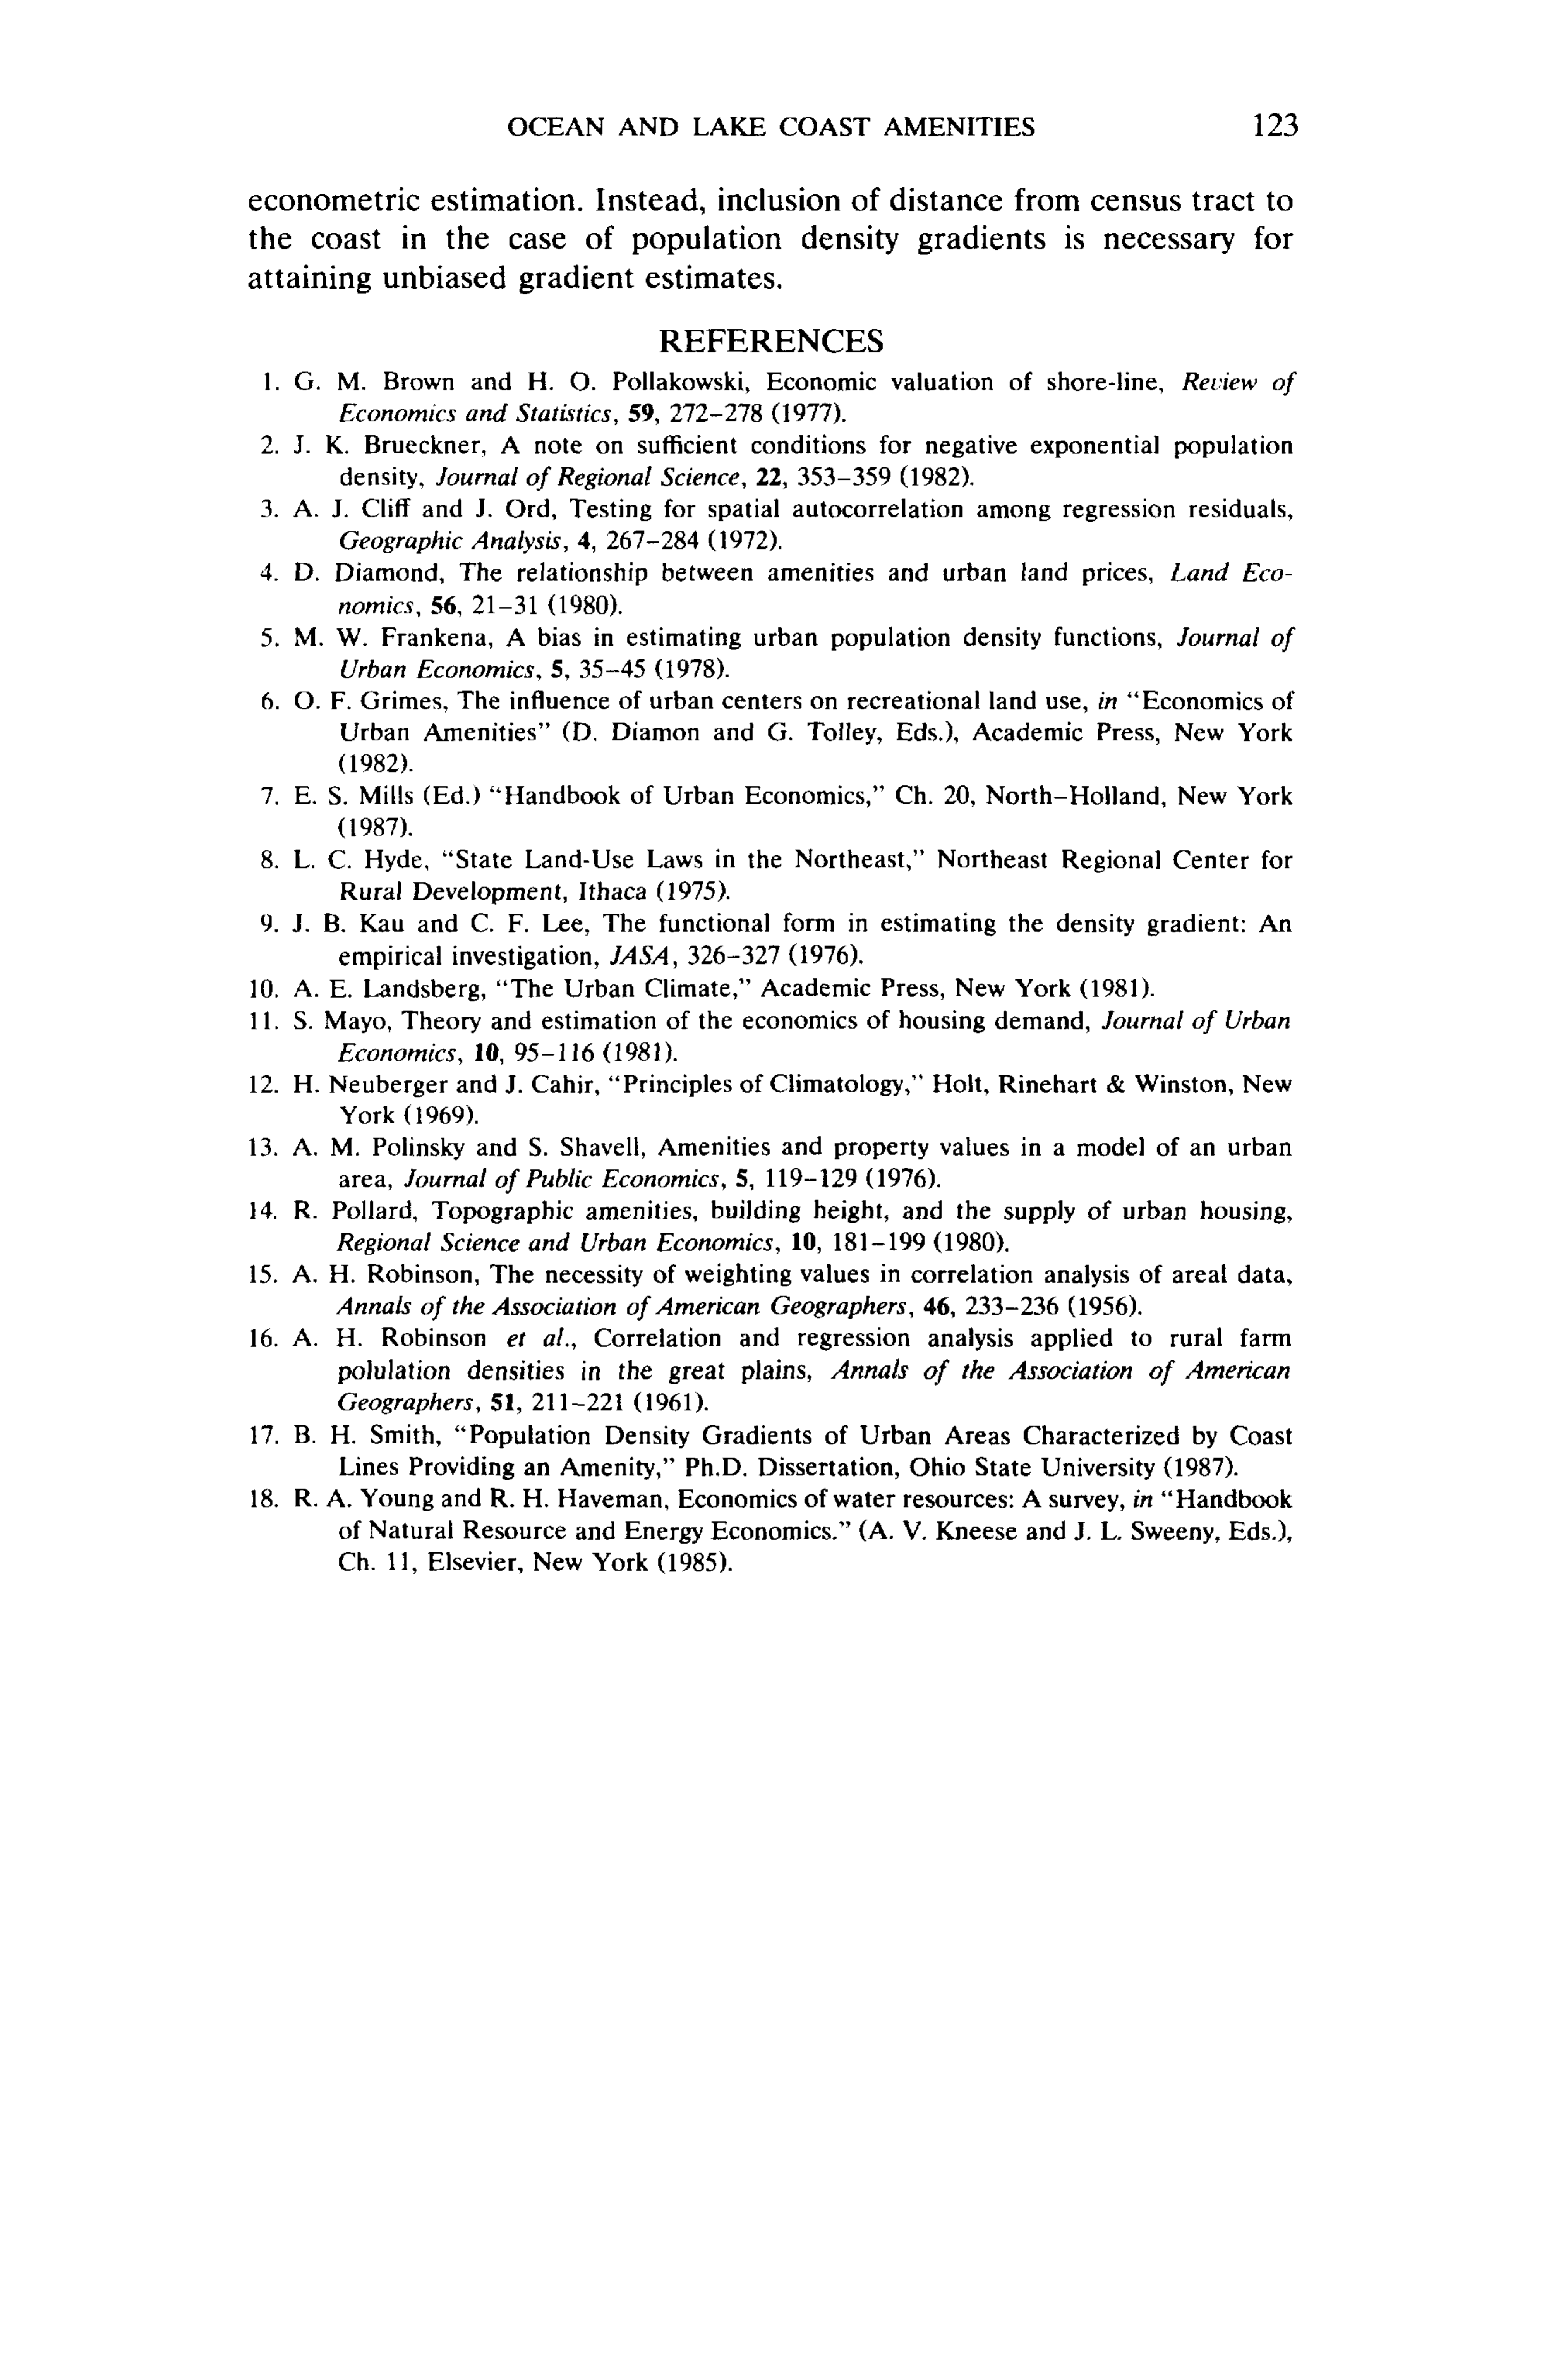 OCEAN AND LAKE COAST AMENITIES 123
econometric estimation. Instead, inclusion of distance from census tract to
the coast in the case of population density gradients is necessary for
attaining unbiased gradient estimates.
REFERENCES
1. G. M. Brown and H. O. Pollakowski, Economic valuation of shore-line, Review of
Economics and Statistics, 59, 272–278 (1977).
2. J. K. Brueckner, A note on sufficient conditions for negative exponential population
density, Journal of Regional Science, 22, 353–359 (1982).
3. A. J. Cliff and J. Ord, Testing for spatial autocorrelation among regression residuals,
Geographic Analysis, 4, 267–284 (1972).
4. D. Diamond, The relationship between amenities and urban land prices, Land Eco-
nomics, 56, 21–31 (1980).
5. M. W. Frankena, A bias in estimating urban population density functions, Journal of
Urban Economics, 5, 35–45 (1978).
6. O. F. Grimes, The influence of urban centers on recreational land use, in “Economics of
Urban Amenities” (D. Diamon and G. Tolley, Eds.), Academic Press, New York
(1982).
7. E. S. Mills (Ed.) “Handbook of Urban Economics,” Ch. 20, North–Holland, New York
(1987).
8. L. C. Hyde, “State Land-Use Laws in the Northeast,” Northeast Regional Center for
Rural Development, Ithaca (1975).
9. J. B. Kau and C. F. Lee, The functional form in estimating the density gradient: An
empirical investigation, JASA, 326–327 (1976).
10. A. E. Landsberg, “The Urban Climate,” Academic Press, New York (1981).
11. S. Mayo, Theory and estimation of the economics of housing demand, Journal of Urban
Economics, 10, 95–116 (1981).
12. H. Neuberger and J. Cahir, “Principles of Climatology,” Holt, Rinehart & Winston, New
York (1969).
13. A. M. Polinsky and S. Shavell, Amenities and property values in a model of an urban
area, Journal of Public Economics, 5, 119–129 (1976).
14. R. Pollard, Topographic amenities, building height, and the supply of urban housing,
Regional Science and Urban Economics, 10, 181–199 (1980).
15. A. H. Robinson, The necessity of weighting values in correlation analysis of areal data,
Annals of the Association of American Geographers, 46, 233–236 (1956).
16. A. H. Robinson et al., Correlation and regression analysis applied to rural farm
polulation densities in the great plains, Annals of the Association of American
Geographers, 51, 211–221 (1961).
17. B. H. Smith, “Population Density Gradients of Urban Areas Characterized by Coast
Lines Providing an Amenity,” Ph.D. Dissertation, Ohio State University (1987).
18. R. A. Young and R. H. Haveman, Economics of water resources: A survey, in “Handbook
of Natural Resource and Energy Economics.” (A. V. Kneese and J. L. Sweeny, Eds.),
Ch. 11, Elsevier, New York (1985).